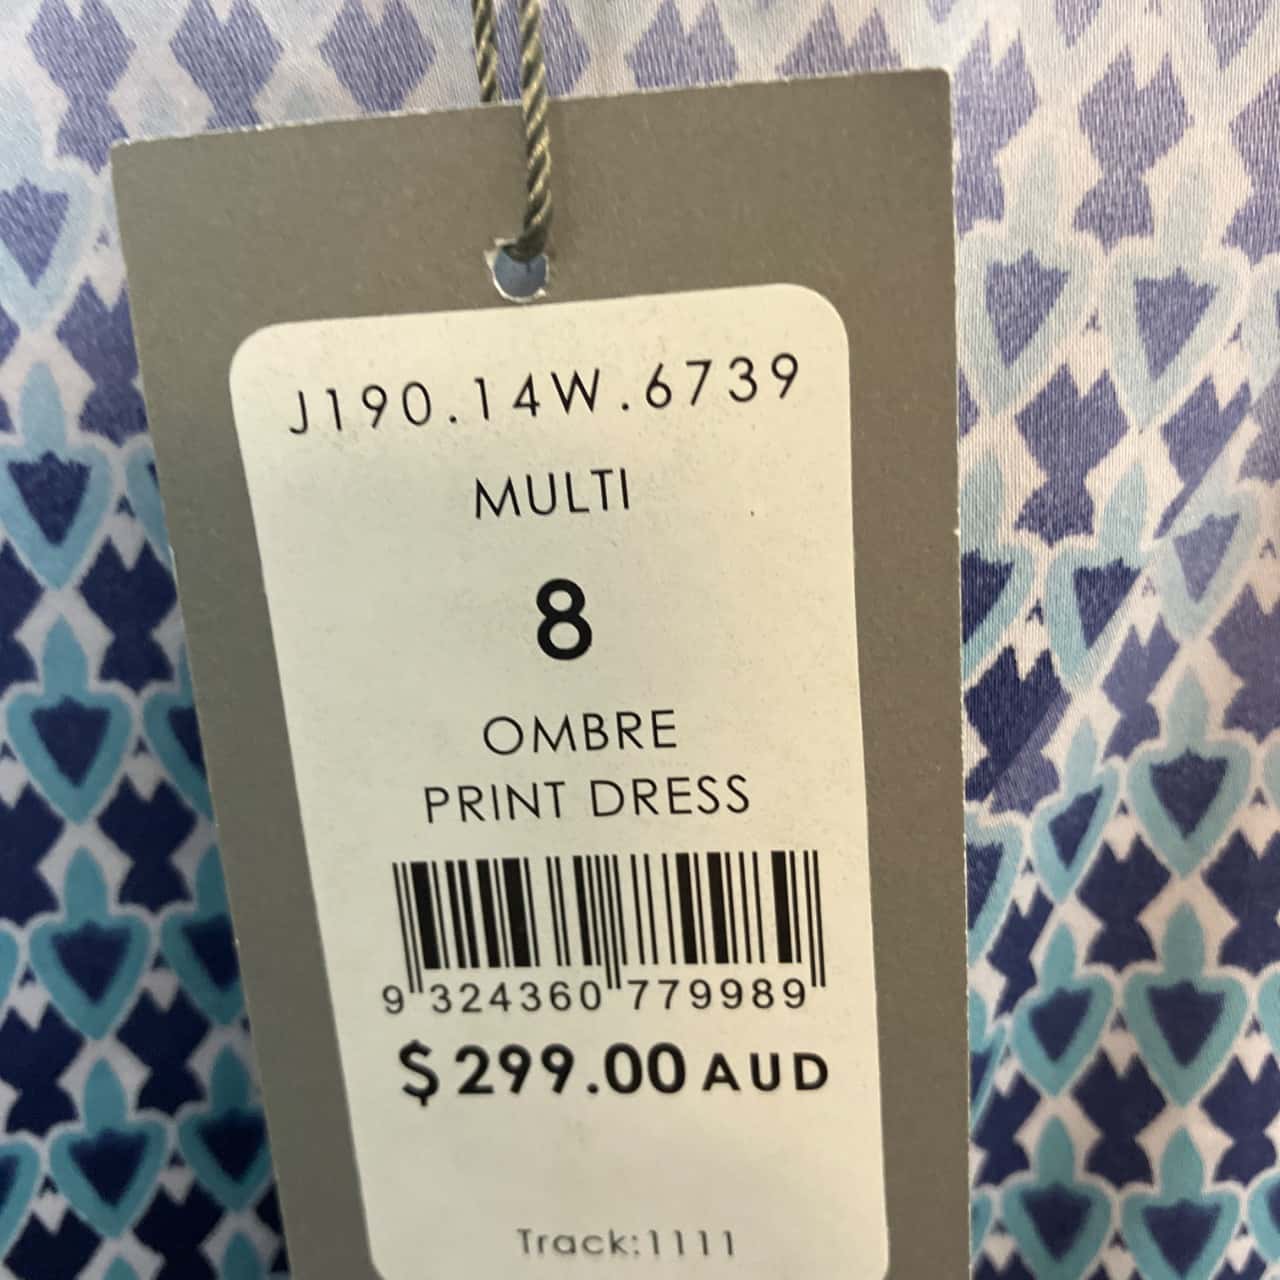 J190.14W.6739
MULTI
8
OMBRE
PRINT DRESS
9 324360 779989
$299.00 AUD
Track:1111